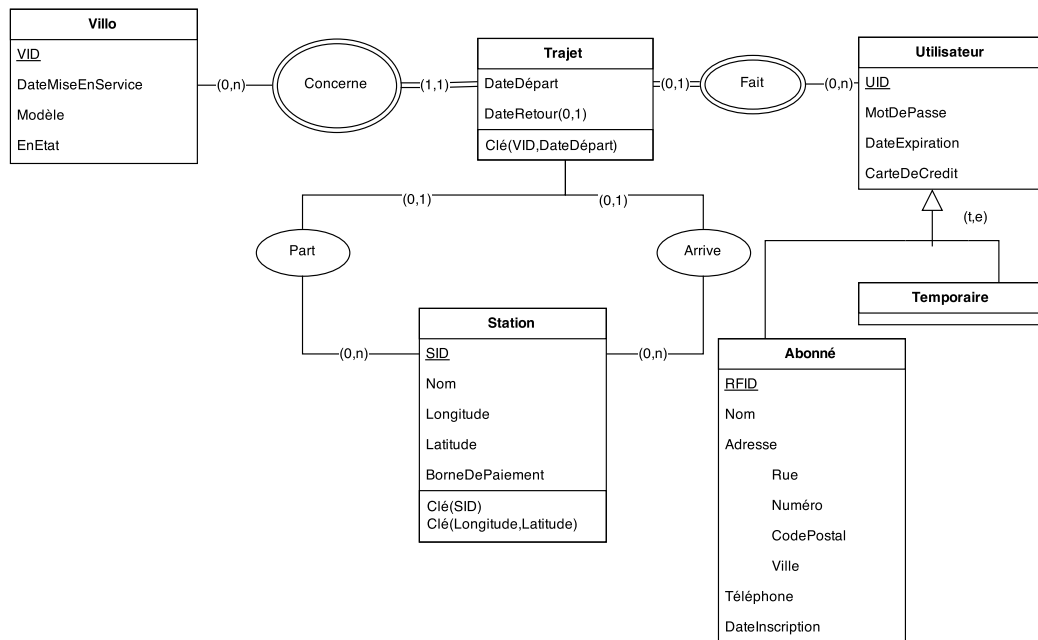 Villo
VID
DateMiseEnService
Modèle
EnEtat
(0,n)
Concerne
(1,1)
Trajet
DateDépart
DateRetour(0,1)
Clé(VID,DateDépart)
(0,1)
Fait
(0,n)
Utilisateur
UID
MotDePasse
DateExpiration
CarteDeCredit
(t,e)
(0,1)
(0,1)
Part
Arrive
(0,n)
(0,n)
Station
SID
Nom
Longitude
Latitude
BorneDePaiement
Clé(SID)
Clé(Longitude,Latitude)
Temporaire
Abonné
RFID
Nom
Adresse
Rue
Numéro
CodePostal
Ville
Téléphone
DateInscription